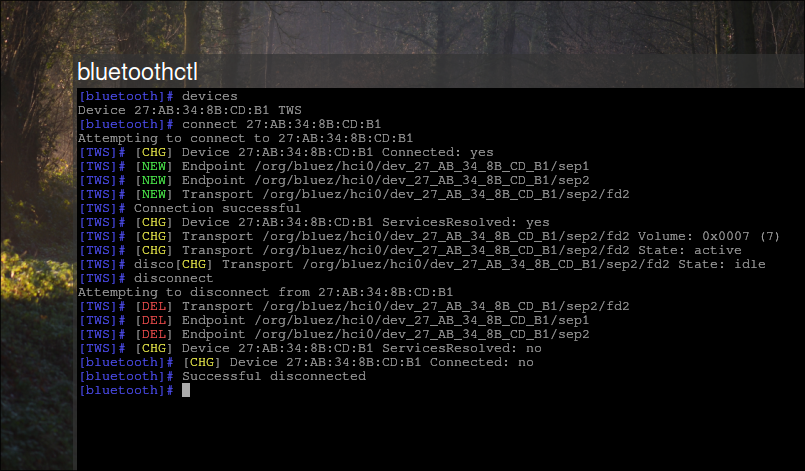 bluetoothctl
[bluetooth]# devices
Device 27:AB:34:8B:CD:B1 TWS
[bluetooth]# connect 27:AB:34:8B:CD:B1
Attempting to connect to 27:AB:34:8B:CD:B1
[TWS]# [CHG] Device 27:AB:34:8B:CD:B1 Connected: yes
[TWS]# [NEW] Endpoint /org/bluez/hci0/dev_27_AB_34_8B_CD_B1/sep1
[TWS]# [NEW] Endpoint /org/bluez/hci0/dev_27_AB_34_8B_CD_B1/sep2
[TWS]# [NEW] Transport /org/bluez/hci0/dev_27_AB_34_8B_CD_B1/sep2/fd2
[TWS]# Connection successful
[TWS]# [CHG] Device 27:AB:34:8B:CD:B1 ServicesResolved: yes
[TWS]# [CHG] Transport /org/bluez/hci0/dev_27_AB_34_8B_CD_B1/sep2/fd2 Volume: 0x0007 (7)
[TWS]# [CHG] Transport /org/bluez/hci0/dev_27_AB_34_8B_CD_B1/sep2/fd2 State: active
[TWS]# disco[CHG] Transport /org/bluez/hci0/dev_27_AB_34_8B_CD_B1/sep2/fd2 State: idle
[TWS]# disconnect
Attempting to disconnect from 27:AB:34:8B:CD:B1
[TWS]# [DEL] Transport /org/bluez/hci0/dev_27_AB_34_8B_CD_B1/sep2/fd2
[TWS]# [DEL] Endpoint /org/bluez/hci0/dev_27_AB_34_8B_CD_B1/sep1
[TWS]# [DEL] Endpoint /org/bluez/hci0/dev_27_AB_34_8B_CD_B1/sep2
[TWS]# [CHG] Device 27:AB:34:8B:CD:B1 ServicesResolved: no
[bluetooth]# [CHG] Device 27:AB:34:8B:CD:B1 Connected: no
[bluetooth]# Successful disconnected
[bluetooth]#